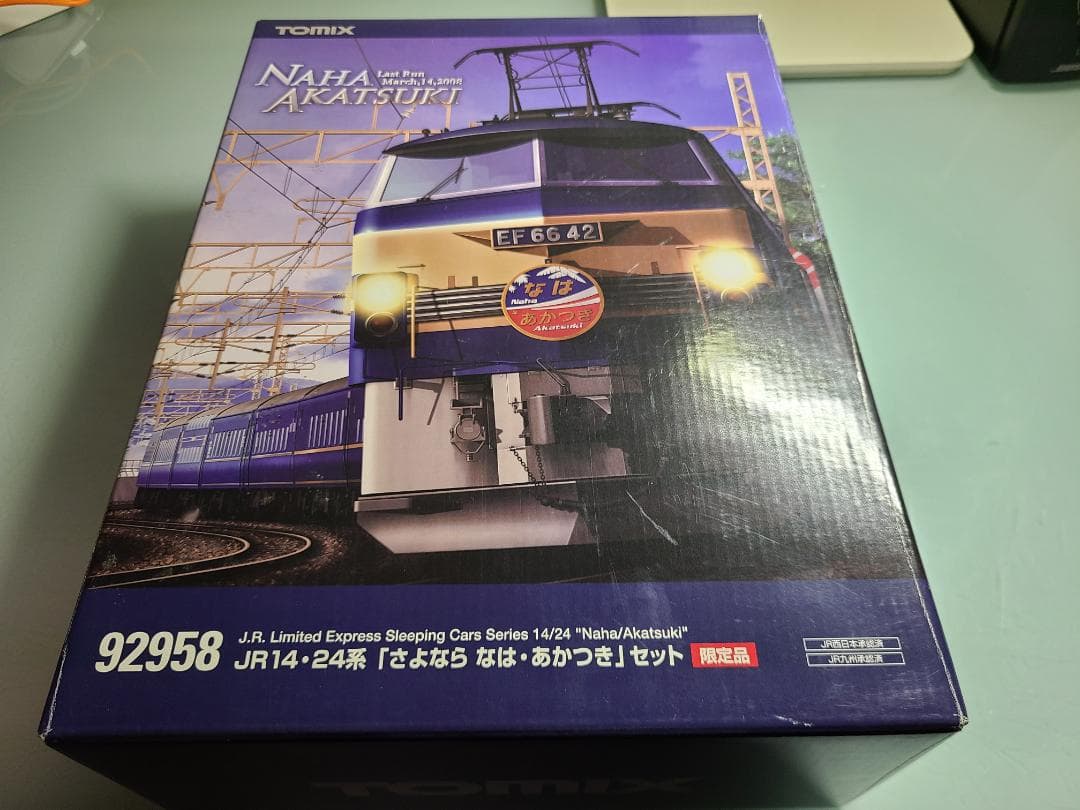 TOMIX
NAHA
AKATSUKI
Last Run
March,14,2008
EF 66 42
なは
Naha
あかつき
Akatsuki
92958
J.R. Limited Express Sleeping Cars Series 14/24 "Naha/Akatsuki"
JR14・24系「さよなら なは・あかつき」セット 限定品
JR西日本承認済
JR九州承認済
TOMIX